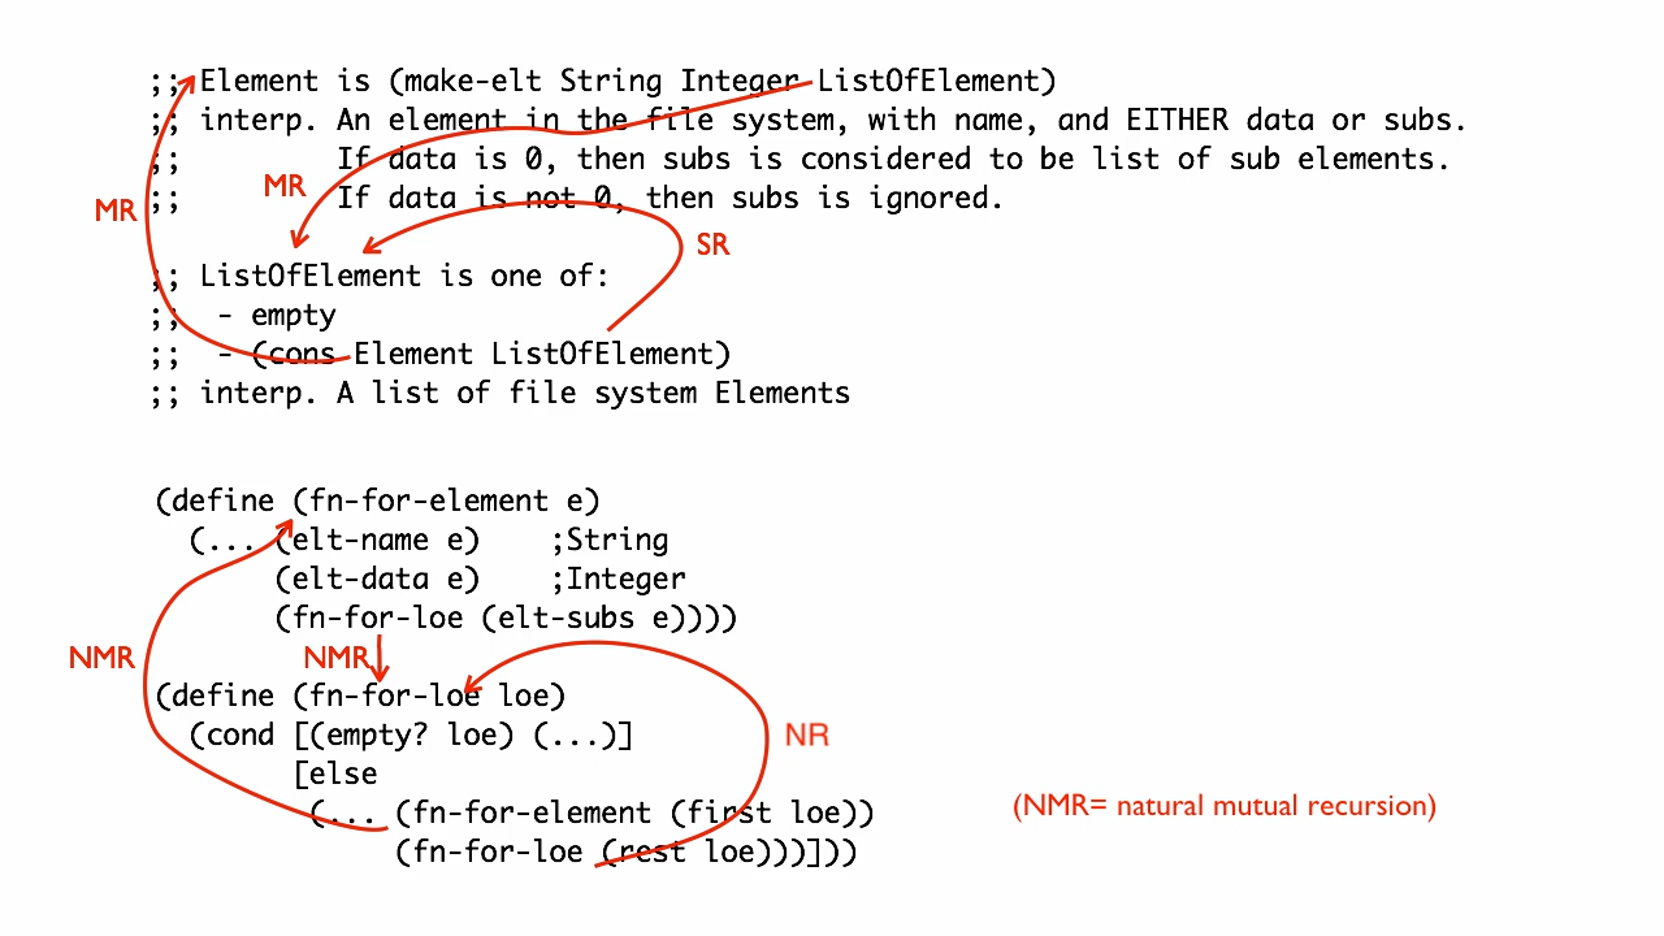 ;; Element is (make-elt String Integer ListOfElement)
;; interp. An element in the file system, with name, and EITHER data or subs.
;; If data is 0, then subs is considered to be list of sub elements.
MR
;; If data is not 0, then subs is ignored.
MR
SR
;; ListOfElement is one of:
;; - empty
;; - (cons Element ListOfElement)
;; interp. A list of file system Elements
(define (fn-for-element e)
(... (elt-name e) ;String
(elt-data e) ;Integer
(fn-for-loe (elt-subs e))))
NMR
NMR
(define (fn-for-loe loe)
(cond [(empty? loe) (...)]
NR
[else
(... (fn-for-element (first loe))
(NMR= natural mutual recursion)
(fn-for-loe (rest loe)))]))